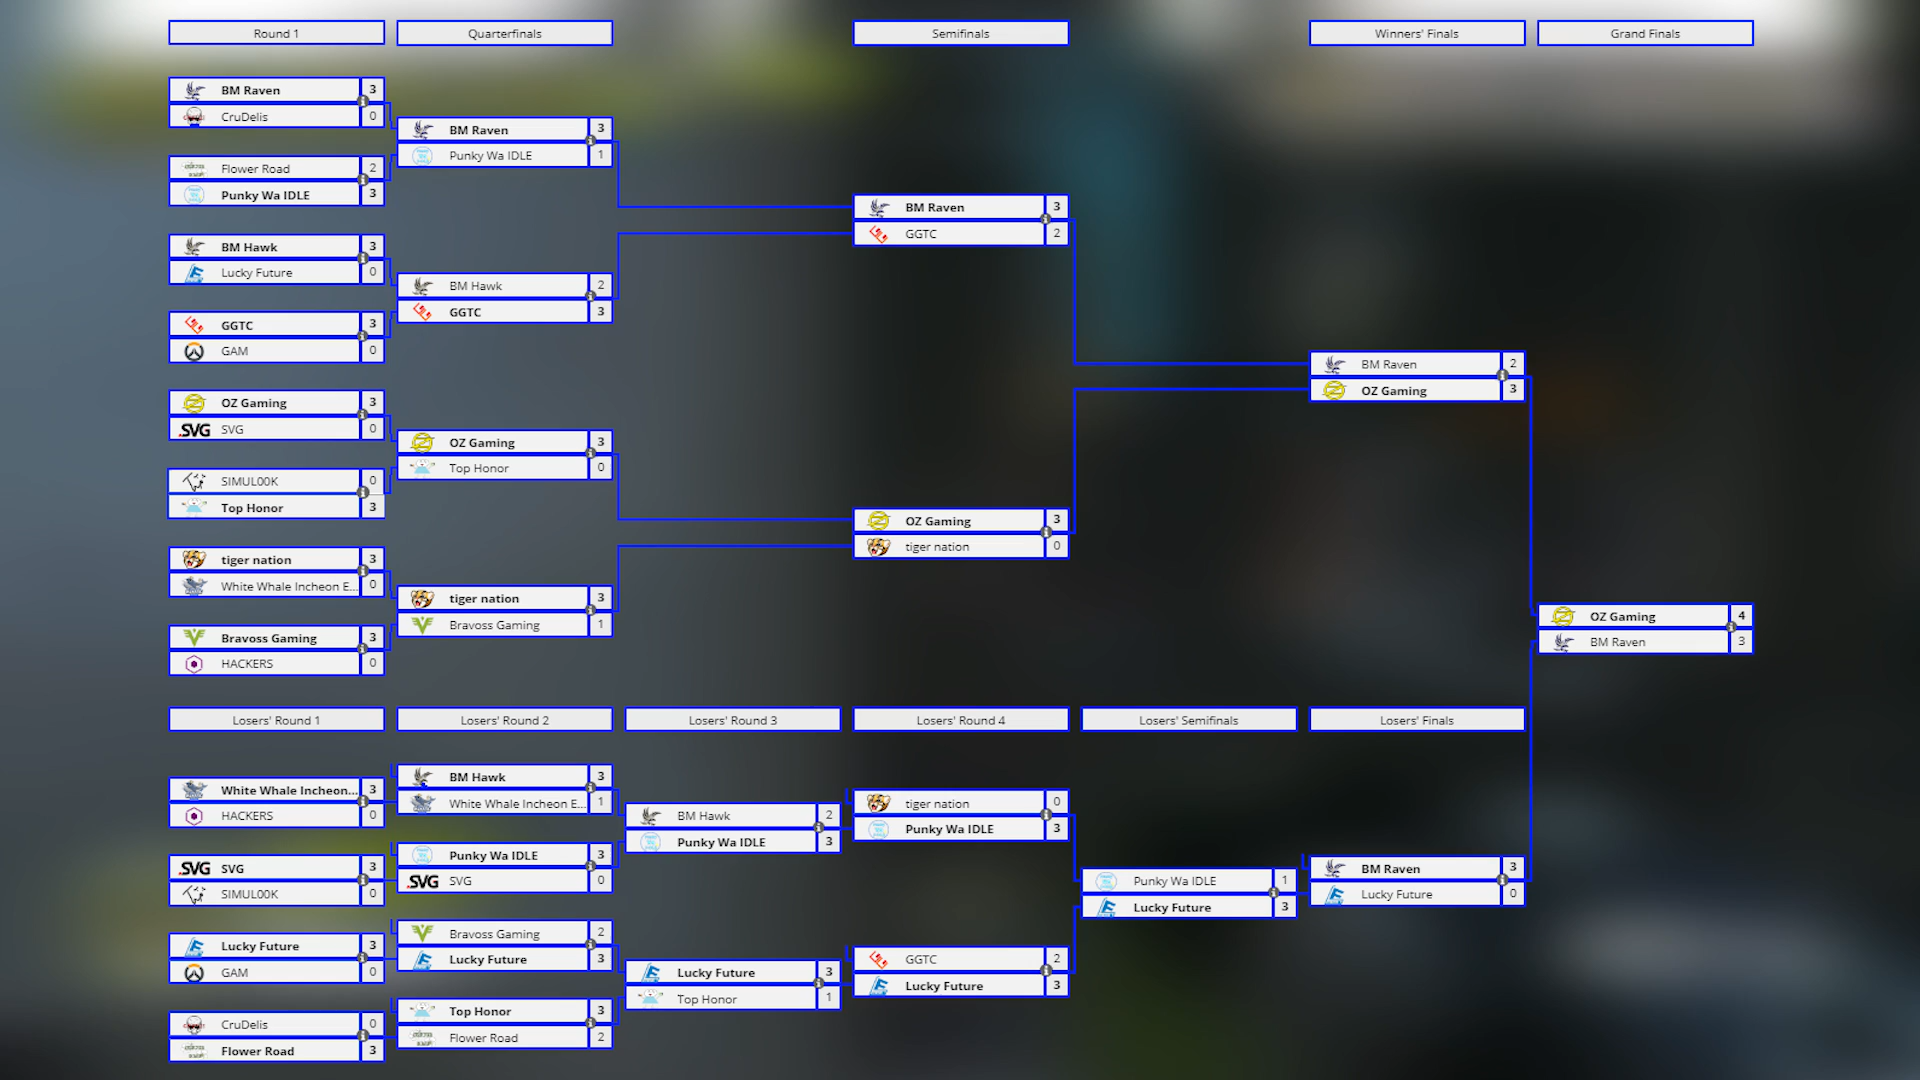 Round 1
Quarterfinals
Semifinals
Winners' Finals
Grand Finals
BM Raven 3
CruDelis 0
Flower Road 2
Punky Wa IDLE 3
BM Hawk 3
Lucky Future 0
GGTC 3
GAM 0
OZ Gaming 3
SVG SVG 0
SIMUL00K 0
Top Honor 3
tiger nation 3
White Whale Incheon E... 0
Bravoss Gaming 3
HACKERS 0
BM Raven 3
Punky Wa IDLE 1
BM Hawk 2
GGTC 3
OZ Gaming 3
Top Honor 0
tiger nation 3
Bravoss Gaming 1
BM Raven 3
GGTC 2
OZ Gaming 3
tiger nation 0
BM Raven 2
OZ Gaming 3
OZ Gaming 4
BM Raven 3
Losers' Round 1
Losers' Round 2
Losers' Round 3
Losers' Round 4
Losers' Semifinals
Losers' Finals
White Whale Incheon... 3
HACKERS 0
SVG SVG 3
SIMUL00K 0
Lucky Future 3
GAM 0
CruDelis 0
Flower Road 3
BM Hawk 3
White Whale Incheon E... 1
Punky Wa IDLE 3
SVG SVG 0
Bravoss Gaming 2
Lucky Future 3
Top Honor 3
Flower Road 2
BM Hawk 2
Punky Wa IDLE 3
Lucky Future 3
Top Honor 1
tiger nation 0
Punky Wa IDLE 3
GGTC 2
Lucky Future 3
Punky Wa IDLE 1
Lucky Future 3
BM Raven 3
Lucky Future 0